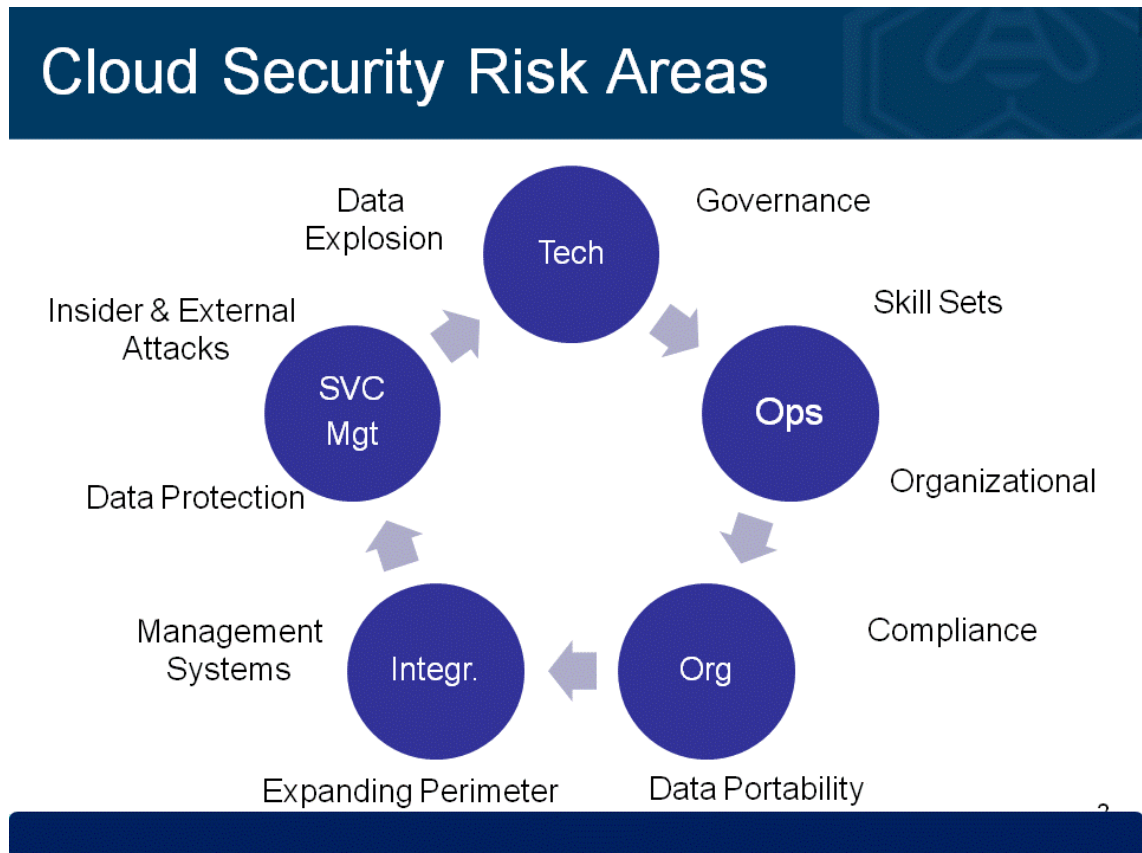 Cloud Security Risk Areas
Data
Explosion
Tech
Governance
Insider & External
Attacks
Skill Sets
SVC
Mgt
Ops
Data Protection
Organizational
Management
Systems
Integr.
Org
Compliance
Expanding Perimeter
Data Portability